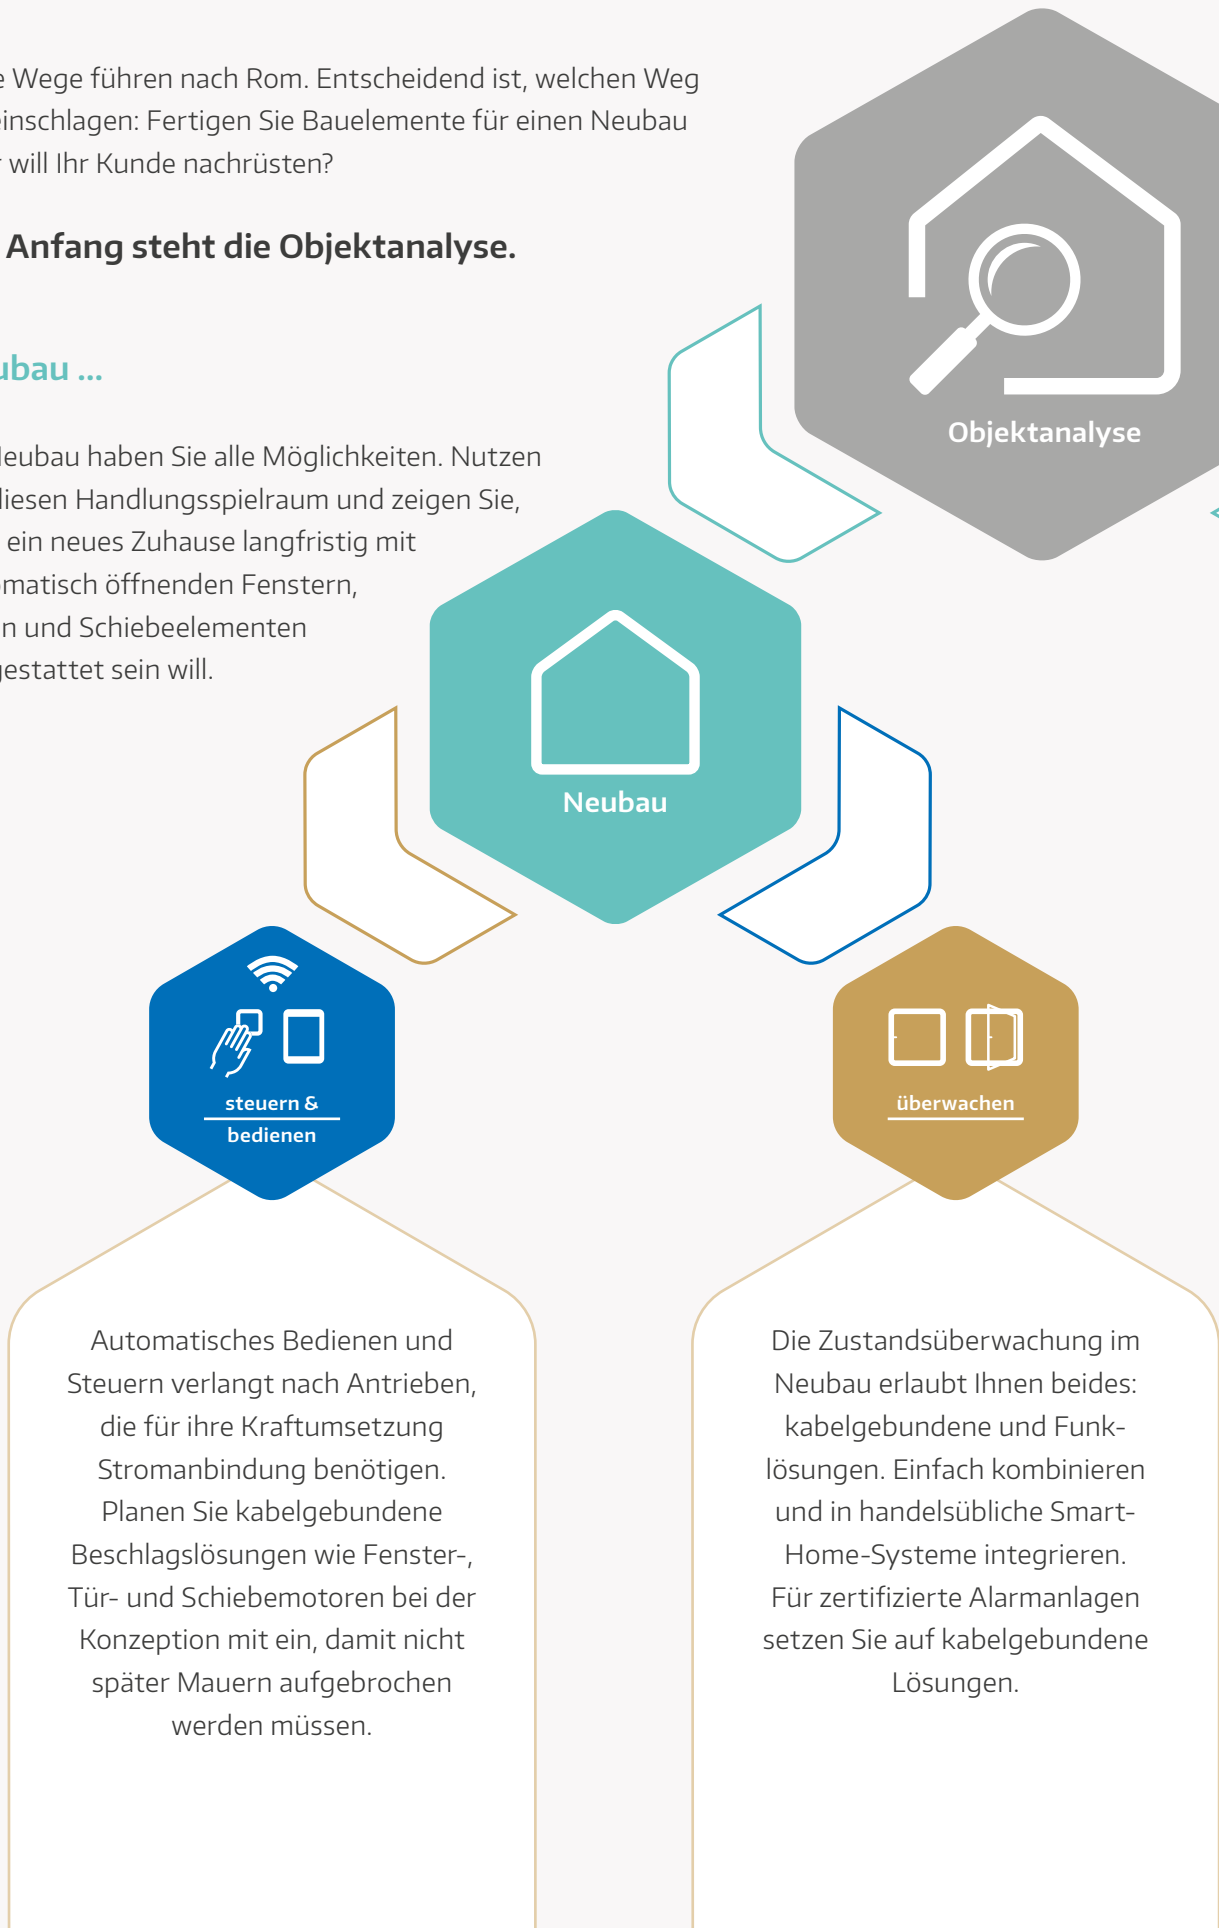 Wege führen nach Rom. Entscheidend ist, welchen Weg
einschlagen: Fertigen Sie Bauelemente für einen Neubau
will Ihr Kunde nachrüsten?
Anfang steht die Objektanalyse.
ubau ...
Neubau haben Sie alle Möglichkeiten. Nutzen
diesen Handlungsspielraum und zeigen Sie,
ein neues Zuhause langfristig mit
omatisch öffnenden Fenstern,
n und Schiebeelementen
gestattet sein will.
Objektanalyse
Neubau
steuern &
bedienen
Automatisches Bedienen und
Steuern verlangt nach Antrieben,
die für ihre Kraftumsetzung
Stromanbindung benötigen.
Planen Sie kabelgebundene
Beschlagslösungen wie Fenster-,
Tür- und Schiebemotoren bei der
Konzeption mit ein, damit nicht
später Mauern aufgebrochen
werden müssen.
überwachen
Die Zustandsüberwachung im
Neubau erlaubt Ihnen beides:
kabelgebundene und Funk-
lösungen. Einfach kombinieren
und in handelsübliche Smart-
Home-Systeme integrieren.
Für zertifizierte Alarmanlagen
setzen Sie auf kabelgebundene
Lösungen.